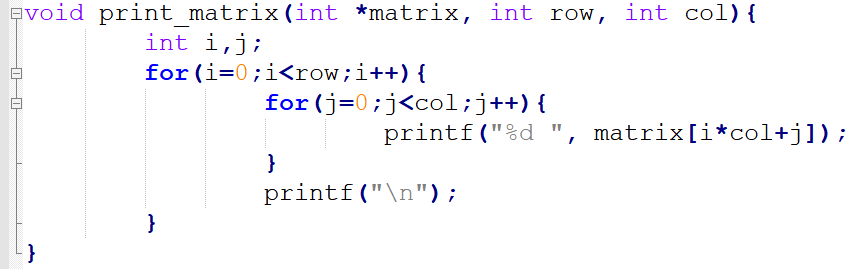 void print_matrix(int *matrix, int row, int col){
int i,j;
for(i=0;i<row;i++){
for(j=0;j<col;j++){
printf("%d ", matrix[i*col+j]);
}
printf("\n");
}
}